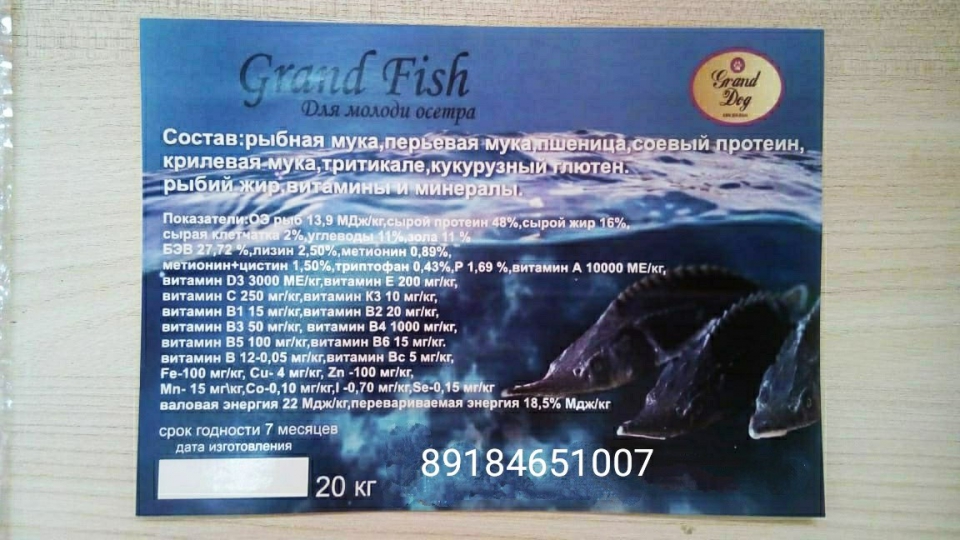 Grand Fish
Для молоди осетра
Grand
Dog
Состав:рыбная мука,перьевая мука,пшеница,соевый протеин,
крилевая мука,тритикале,кукурузный глютен.
рыбий жир,витамины и минералы.
Показатели:ОЭ рыб 13,9 МДж/кг,сырой протеин 48%,сырой жир 16%,
сырая клетчатка 2%,углеводы 11%,зола 11 %
БЭВ 27,72 %,лизин 2,50%,метионин 0,89%,
метионин+цистин 1,50%,триптофан 0,43%,Р 1,69 %,витамин А 10000 МЕ/кг,
витамин D3 3000 МЕ/кг,витамин Е 200 мг/кг,
витамин С 250 мг/кг,витамин К3 10 мг/кг,
витамин В1 15 мг/кг,витамин В2 20 мг/кг,
витамин В3 50 мг/кг, витамин В4 1000 мг/кг,
витамин В5 100 мг/кг,витамин В6 15 мг/кг.
витамин В 12-0,05 мг/кг,витамин Вс 5 мг/кг,
Fe-100 мг/кг, Cu- 4 мг/кг, Zn -100 мг/кг,
Mn- 15 мг\кг,Co-0,10 мг/кг,I -0,70 мг/кг,Se-0,15 мг/кг
валовая энергия 22 Мдж/кг,перевариваемая энергия 18,5% Мдж/кг
срок годности 7 месяцев
дата изготовления
20 кг
89184651007